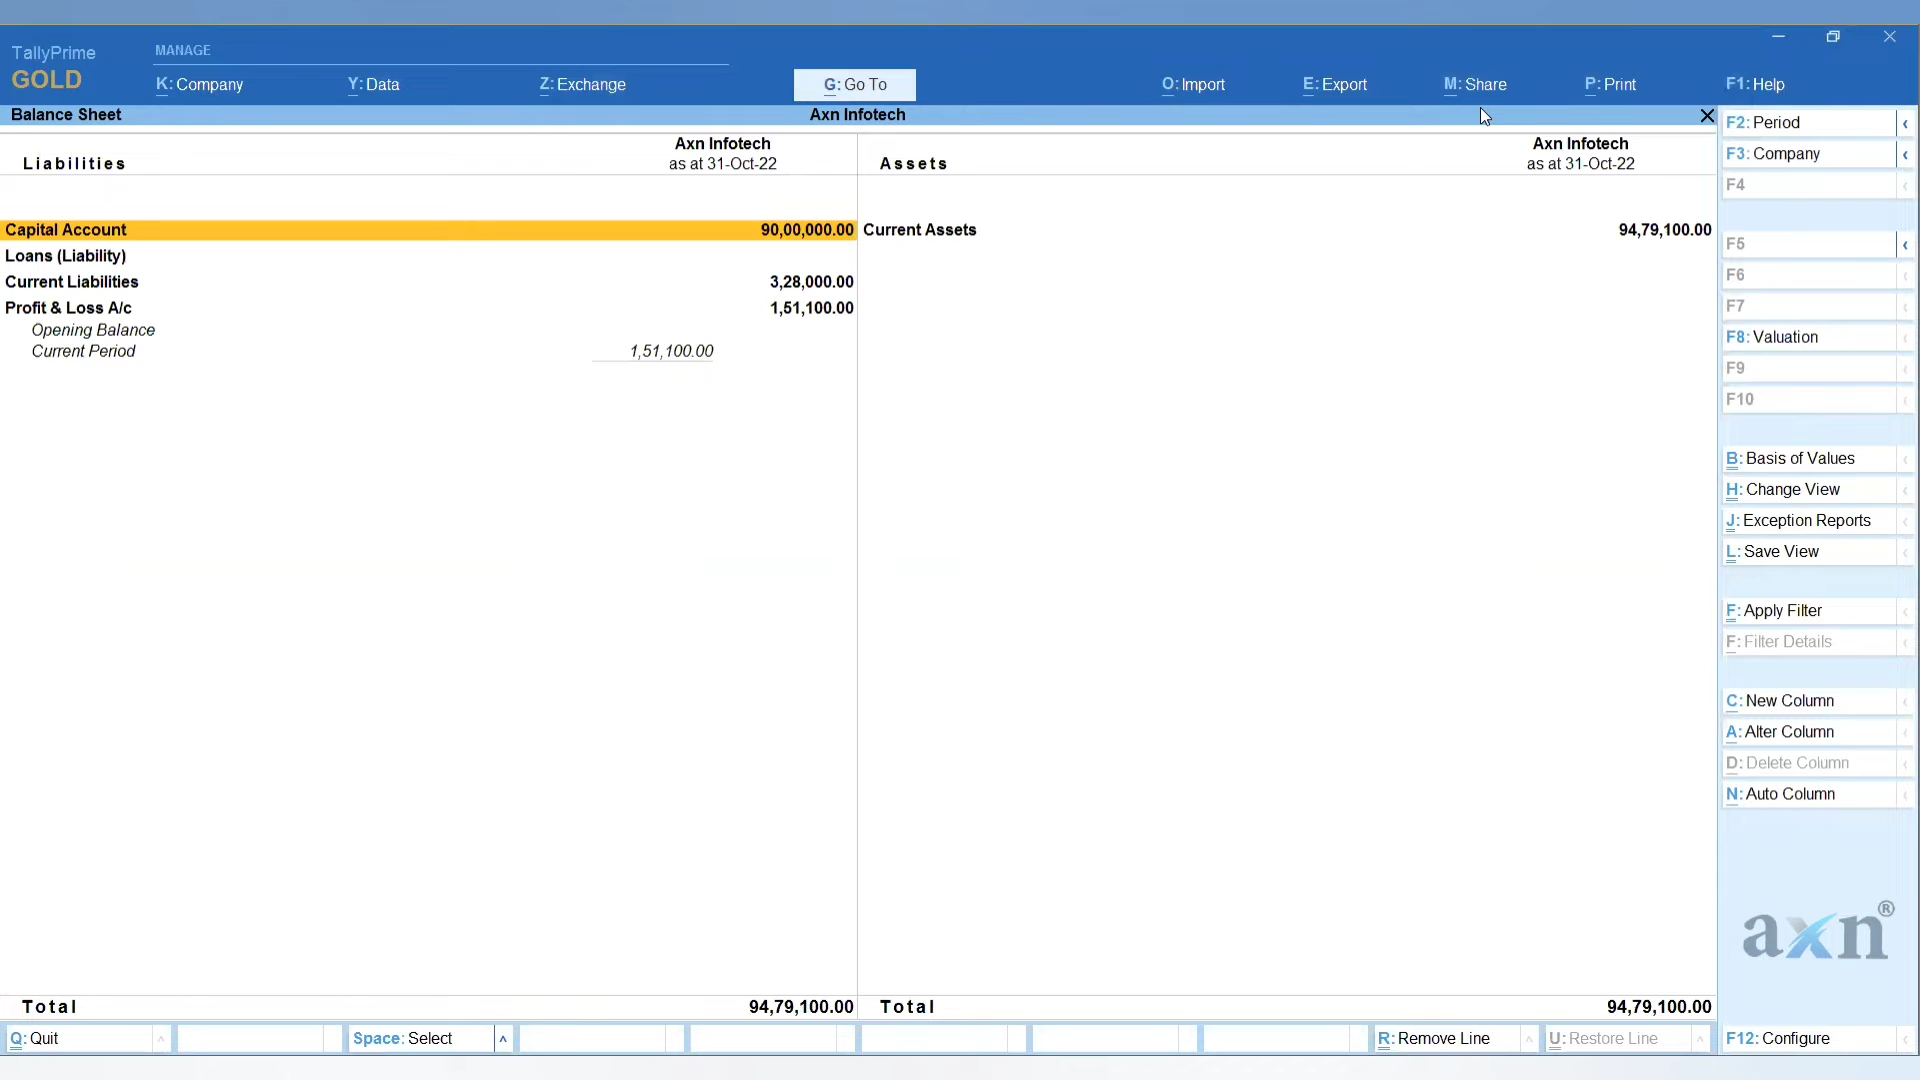 TallyPrime
GOLD
MANAGE
K: Company Y: Data Z: Exchange G: Go To O: Import E: Export M: Share P: Print F1: Help
Balance Sheet Axn Infotech
Liabilities Axn Infotech as at 31-Oct-22
Assets Axn Infotech as at 31-Oct-22
Capital Account 90,00,000.00
Loans (Liability)
Current Liabilities 3,28,000.00
Profit & Loss A/c 1,51,100.00
Opening Balance
Current Period 1,51,100.00
Total 94,79,100.00
Current Assets 94,79,100.00
Total 94,79,100.00
F2: Period
F3: Company
F4
F5
F6
F7
F8: Valuation
F9
F10
B: Basis of Values
H: Change View
J: Exception Reports
L: Save View
F: Apply Filter
F: Filter Details
C: New Column
A: Alter Column
D: Delete Column
N: Auto Column
axn®
Q: Quit Space: Select R: Remove Line U: Restore Line F12: Configure